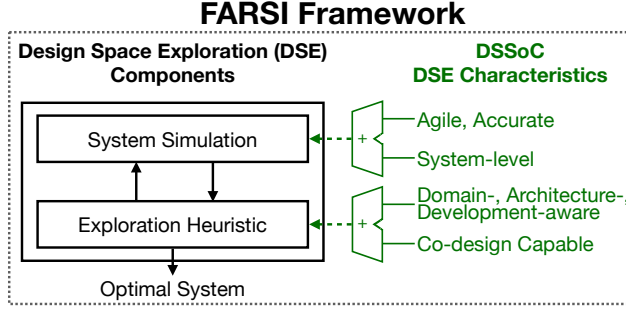 FARSI Framework
Design Space Exploration (DSE)
Components
DSSoC
DSE Characteristics
System Simulation
Exploration Heuristic
Optimal System
+
Agile, Accurate
System-level
+
Domain-, Architecture-,
Development-aware
Co-design Capable